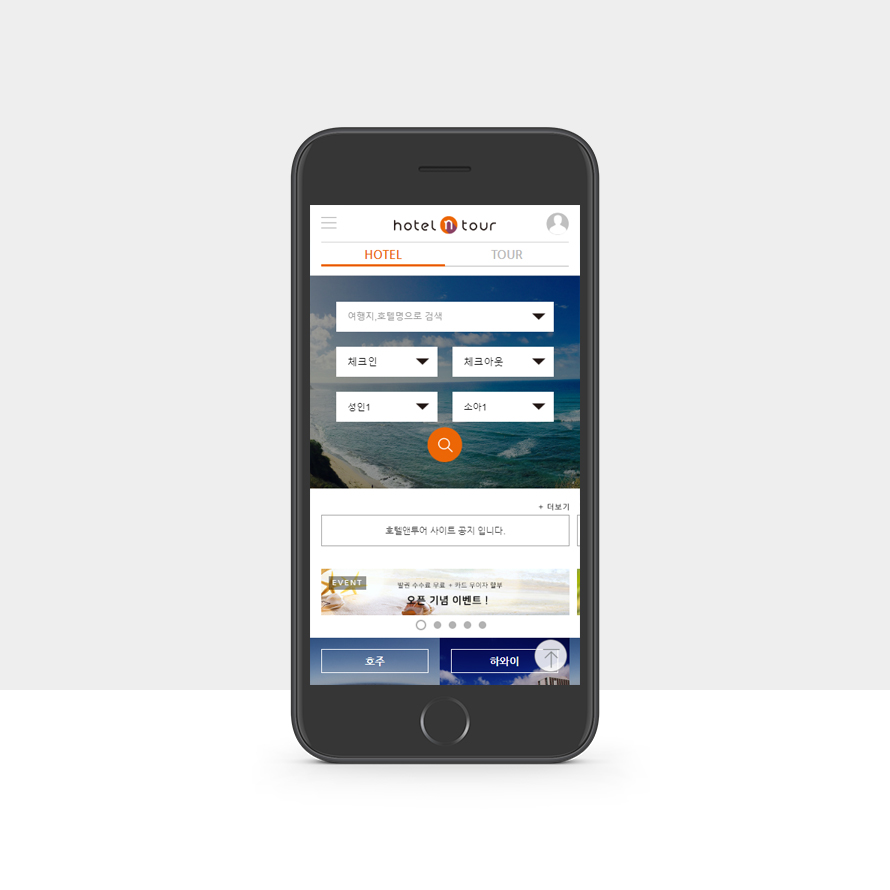 hotel n tour
HOTEL TOUR
여행지,호텔명으로 검색
체크인 체크아웃
성인1 소아1
+ 더보기
호텔앤투어 사이트 공지 입니다.
EVENT
발권 수수료 무료 + 카드 무이자 할부
오픈 기념 이벤트 !
호주 하와이